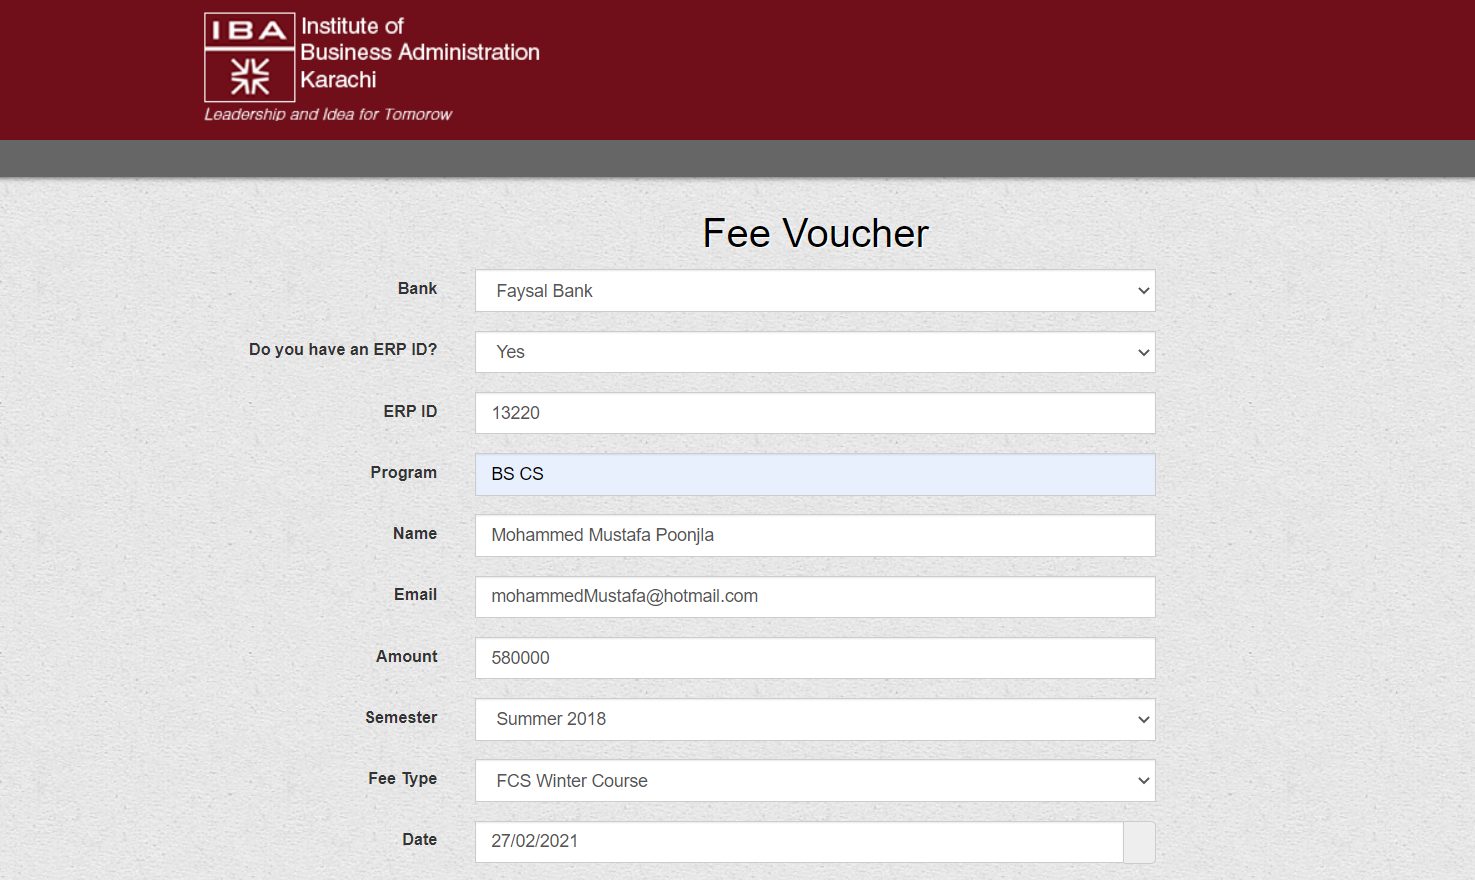 IBA
Institute of
Business Administration
Karachi
Leadership and Idea for Tomorow
Fee Voucher
Bank
Faysal Bank
Do you have an ERP ID?
Yes
ERP ID
13220
Program
BS CS
Name
Mohammed Mustafa Poonjla
Email
mohammedMustafa@hotmail.com
Amount
580000
Semester
Summer 2018
Fee Type
FCS Winter Course
Date
27/02/2021